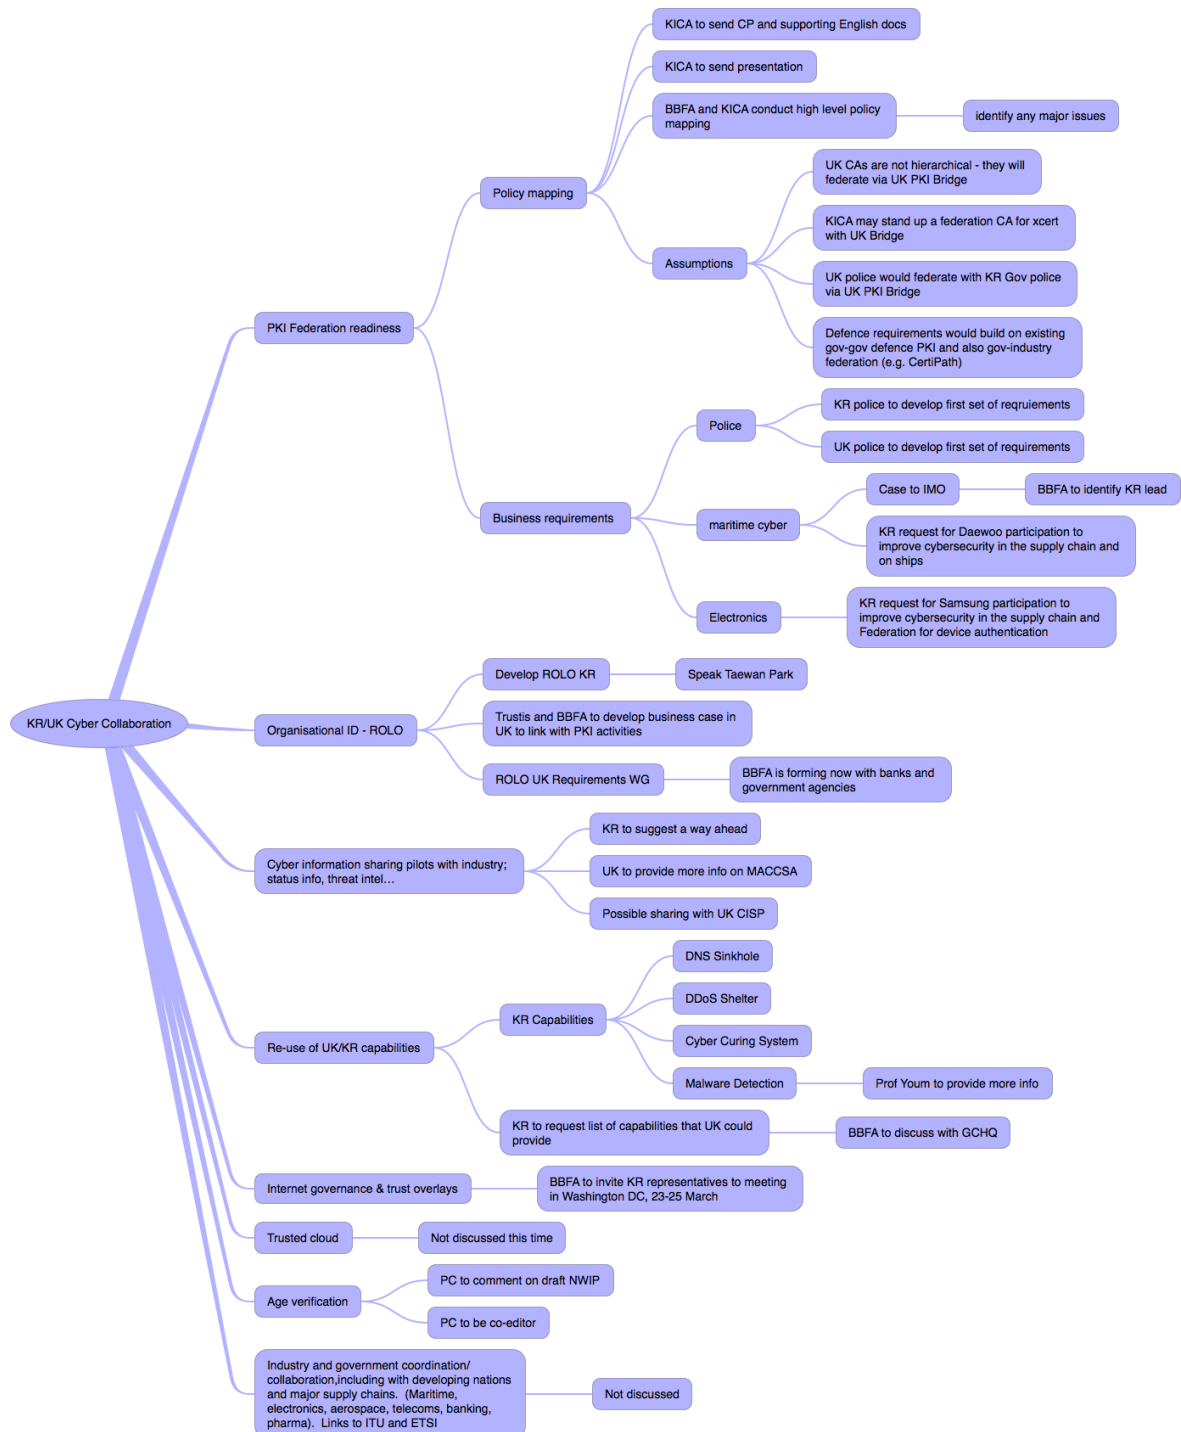 KR/UK Cyber Collaboration
PKI Federation readiness
Policy mapping
KICA to send CP and supporting English docs
KICA to send presentation
BBFA and KICA conduct high level policy
mapping
identify any major issues
Assumptions
UK CAs are not hierarchical - they will
federate via UK PKI Bridge
KICA may stand up a federation CA for xcert
with UK Bridge
UK police would federate with KR Gov police
via UK PKI Bridge
Defence requirements would build on existing
gov-gov defence PKI and also gov-industry
federation (e.g. CertiPath)
Business requirements
Police
KR police to develop first set of reqruiements
UK police to develop first set of requirements
maritime cyber
Case to IMO
BBFA to identify KR lead
KR request for Daewoo participation to
improve cybersecurity in the supply chain and
on ships
Electronics
KR request for Samsung participation to
improve cybersecurity in the supply chain and
Federation for device authentication
Organisational ID - ROLO
Develop ROLO KR
Speak Taewan Park
Trustis and BBFA to develop business case in
UK to link with PKI activities
ROLO UK Requirements WG
BBFA is forming now with banks and
government agencies
Cyber information sharing pilots with industry;
status info, threat intel...
KR to suggest a way ahead
UK to provide more info on MACCSA
Possible sharing with UK CISP
Re-use of UK/KR capabilities
KR Capabilities
DNS Sinkhole
DDoS Shelter
Cyber Curing System
Malware Detection
Prof Youm to provide more info
KR to request list of capabilities that UK could
provide
BBFA to discuss with GCHQ
Internet governance & trust overlays
BBFA to invite KR representatives to meeting
in Washington DC, 23-25 March
Trusted cloud
Not discussed this time
Age verification
PC to comment on draft NWIP
PC to be co-editor
Industry and government coordination/
collaboration,including with developing nations
and major supply chains.  (Maritime,
electronics, aerospace, telecoms, banking,
pharma).  Links to ITU and ETSI
Not discussed